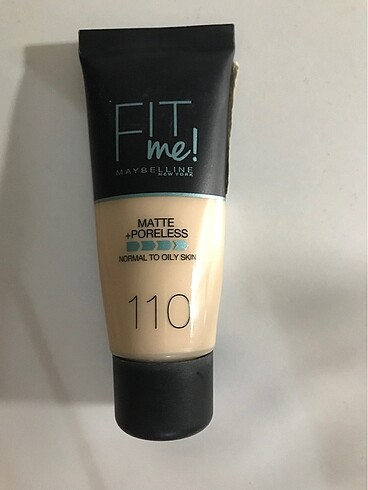 FIT
me!
MAYBELLINE
NEW YORK
MATTE
+PORELESS
NORMAL TO OILY SKIN
110